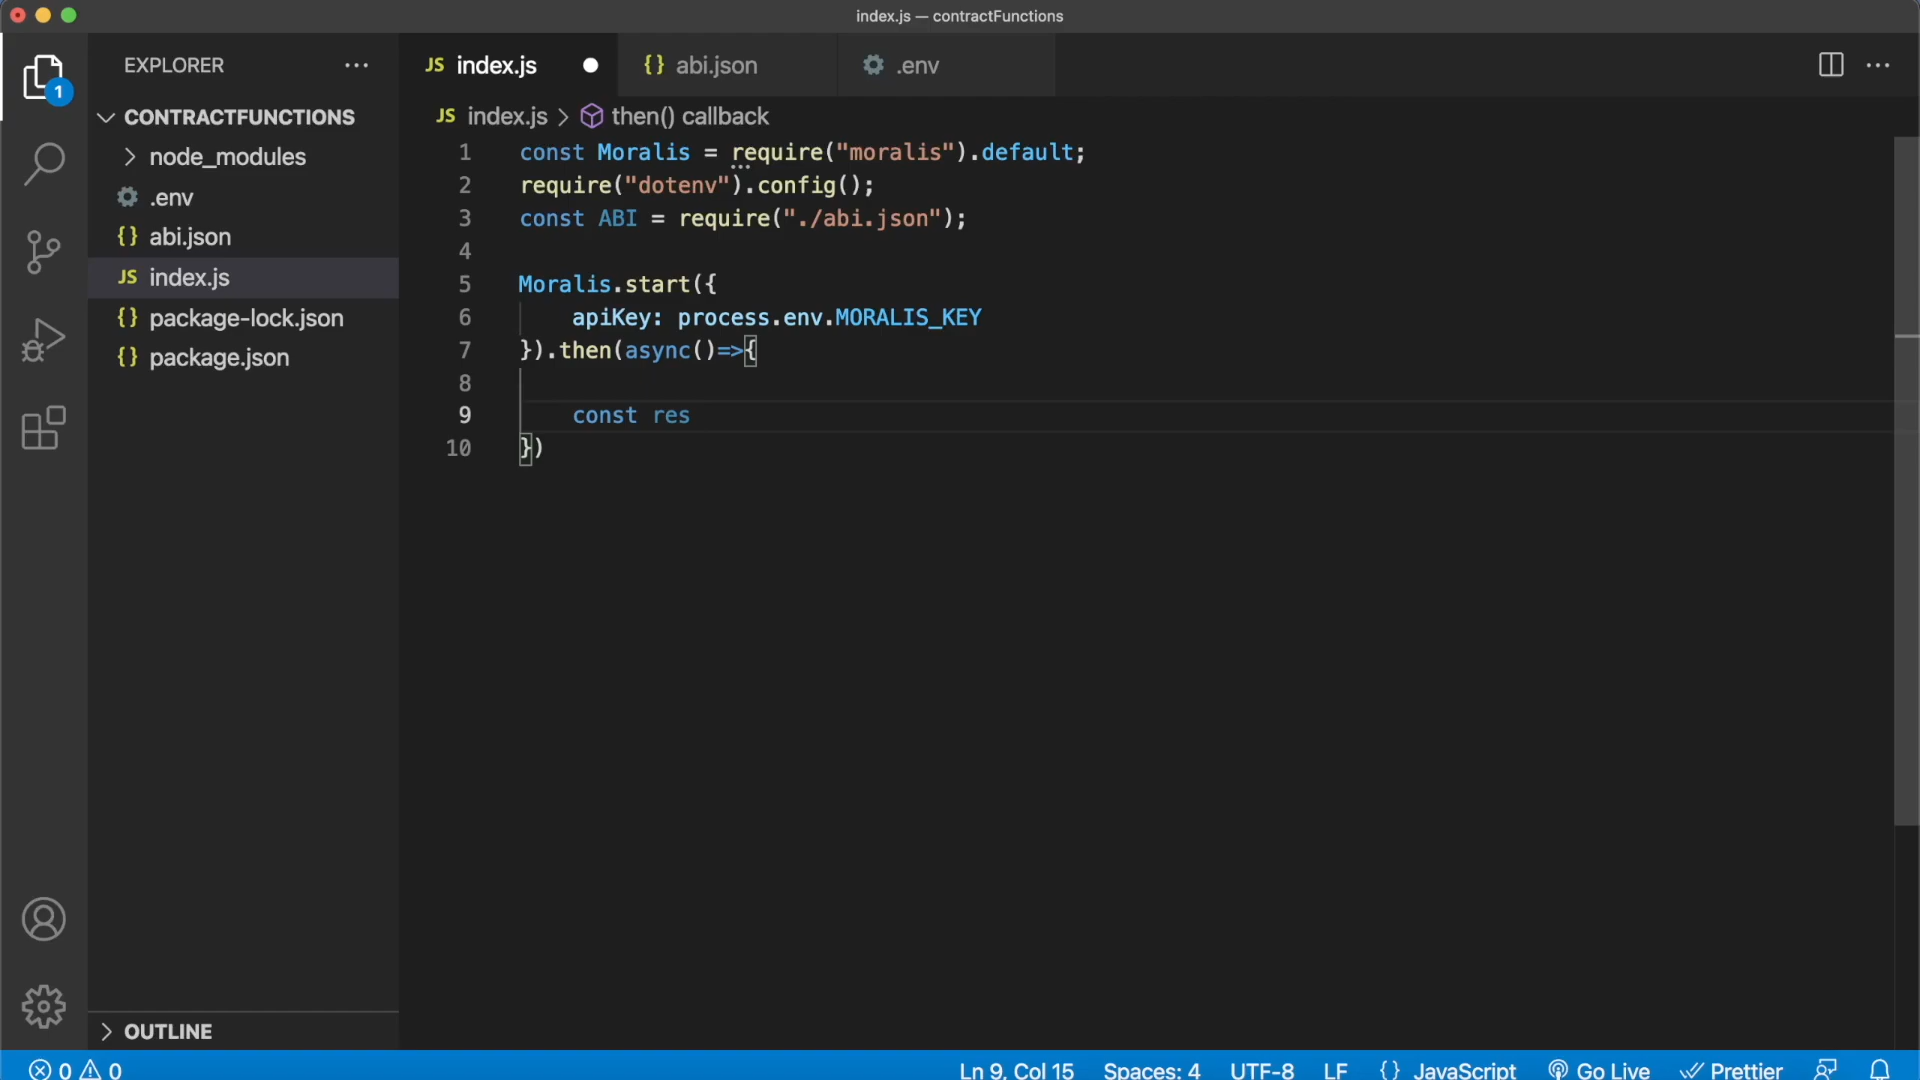 index.js — contractFunctions
EXPLORER
1
CONTRACTFUNCTIONS
node_modules
.env
abi.json
JS index.js
package-lock.json
package.json
OUTLINE
JS index.js
{} abi.json
.env
JS index.js > then() callback
1 const Moralis = require("moralis").default;
2 require("dotenv").config();
3 const ABI = require("./abi.json");
4
5 Moralis.start({
6 apiKey: process.env.MORALIS_KEY
7 }).then(async()=>{
8
9 const res
10 })
0 0 Ln 9, Col 15 Spaces: 4 UTF-8 LF {} JavaScript Go Live Prettier